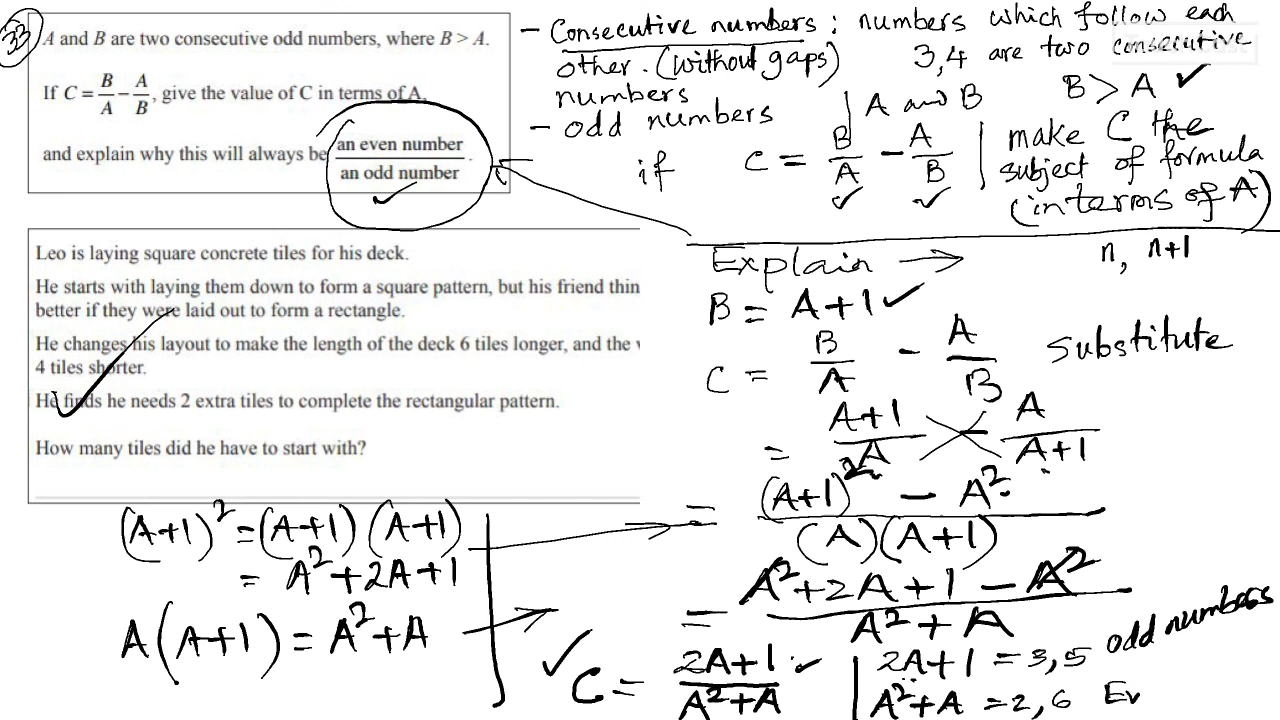 33
A and B are two consecutive odd numbers, where B > A.
If C = B/A − A/B, give the value of C in terms of A,
and explain why this will always be an even number / an odd number.
Leo is laying square concrete tiles for his deck.
He starts with laying them down to form a square pattern, but his friend thin
better if they were laid out to form a rectangle.
He changes his layout to make the length of the deck 6 tiles longer, and the
4 tiles shorter.
He finds he needs 2 extra tiles to complete the rectangular pattern.
How many tiles did he have to start with?
(A+1)² = (A+1)(A+1)
= A²+2A+1
A(A+1) = A²+A
- Consecutive numbers : numbers which follow each
other. (without gaps) 3,4 are two consecutive
numbers
- odd numbers A and B B > A ✓
if C = B/A − A/B
make C the
subject of formula
(in terms of A)
Explain → n, n+1
B = A+1 ✓
C = B/A − A/B substitute
= A+1/A − A/A+1
= (A+1)² − A² / (A)(A+1)
= A²+2A+1 − A² / A²+A
✓ C = 2A+1 / A²+A ✓
2A+1 = 3,5 odd numbers
A²+A = 2,6 Ev